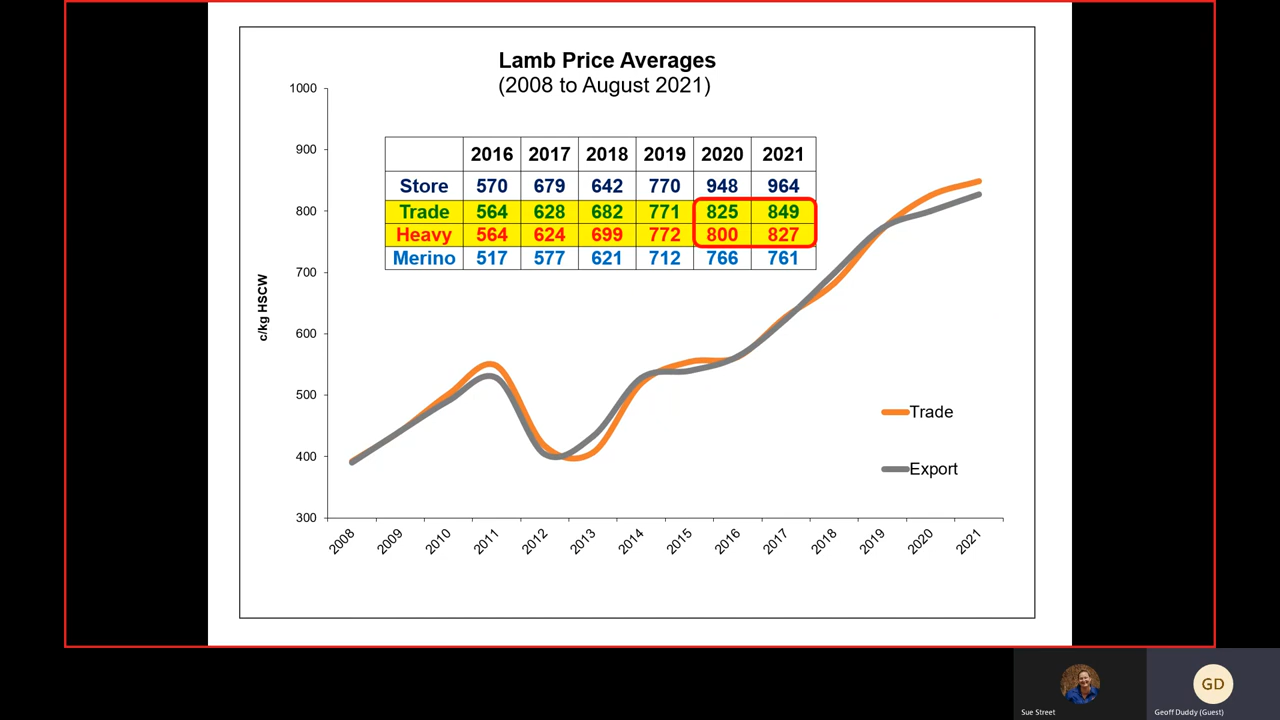 Lamb Price Averages
(2008 to August 2021)
1000
900
800
700
600
500
400
300
c/kg HSCW
2016 2017 2018 2019 2020 2021
Store 570 679 642 770 948 964
Trade 564 628 682 771 825 849
Heavy 564 624 699 772 800 827
Merino 517 577 621 712 766 761
Trade
Export
2008 2009 2010 2011 2012 2013 2014 2015 2016 2017 2018 2019 2020 2021
GD
Sue Street
Geoff Duddy (Guest)